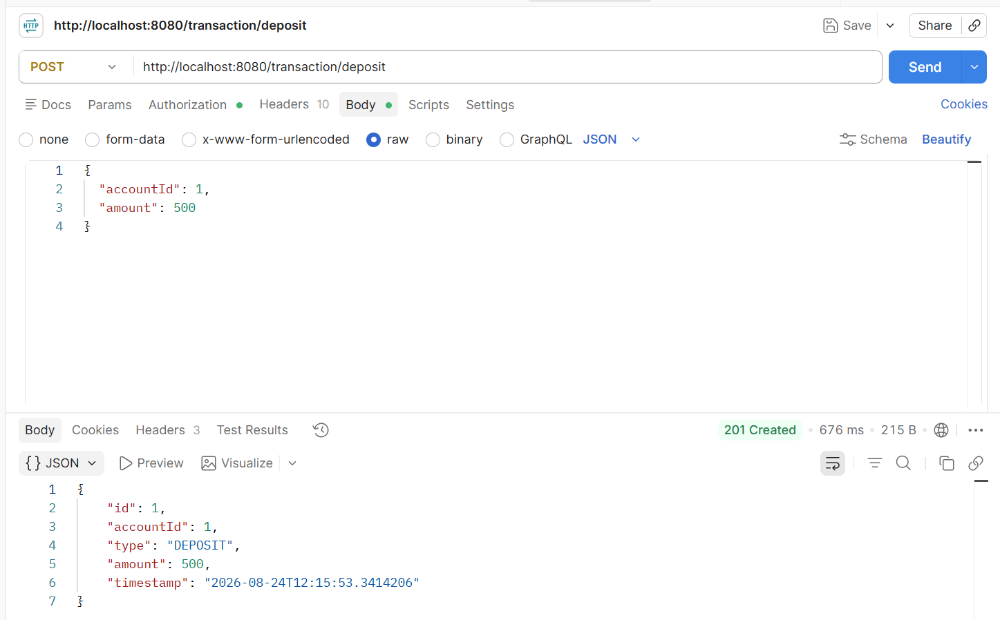 HTTP http://localhost:8080/transaction/deposit Save Share
POST http://localhost:8080/transaction/deposit Send
Docs Params Authorization Headers 10 Body Scripts Settings Cookies
none form-data x-www-form-urlencoded raw binary GraphQL JSON Schema Beautify
1 {
2 "accountId": 1,
3 "amount": 500
4 }
Body Cookies Headers 3 Test Results 201 Created 676 ms 215 B
{} JSON Preview Visualize
1 {
2 "id": 1,
3 "accountId": 1,
4 "type": "DEPOSIT",
5 "amount": 500,
6 "timestamp": "2026-08-24T12:15:53.3414206"
7 }